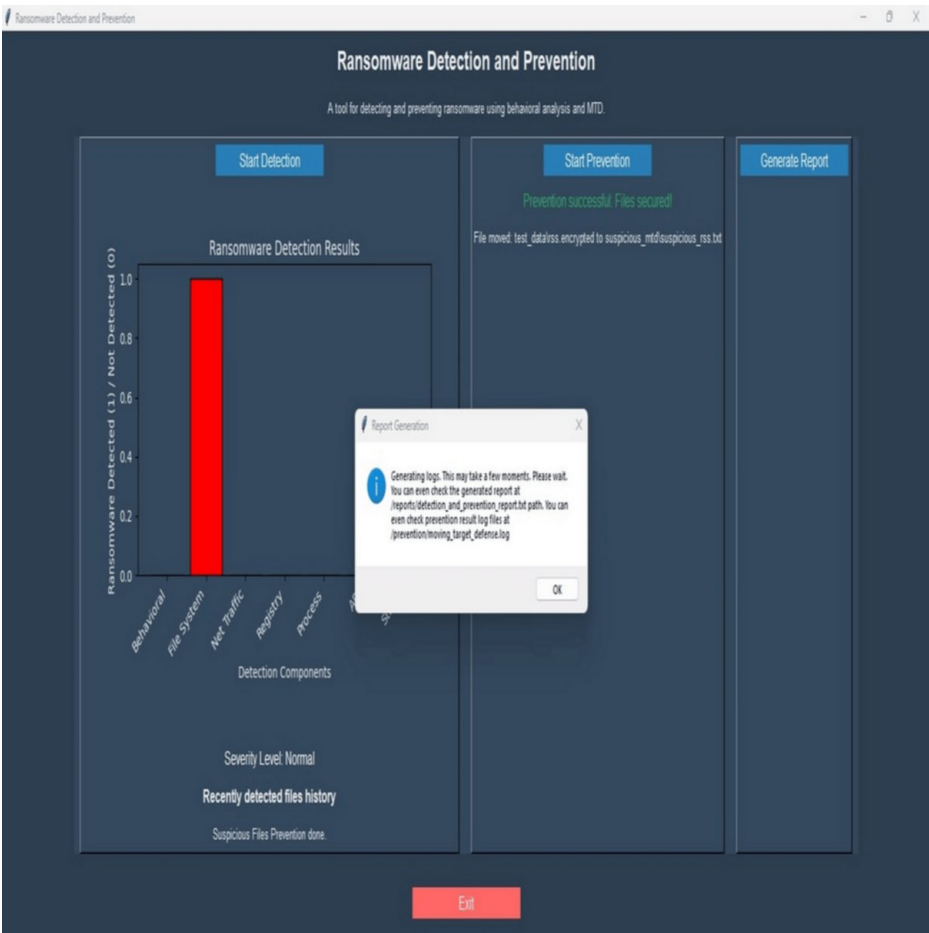 Ransomware Detection and Prevention
Ransomware Detection and Prevention
A tool for detecting and preventing ransomware using behavioral analysis and MTD.
Start Detection
Ransomware Detection Results
Ransomware Detected (1) / Not Detected (0)
1.0
0.8
0.6
0.4
0.2
0.0
Behavioral
File System
Net Traffic
Registry
Process
Detection Components
Severity Level: Normal
Recently detected files history
Suspicious Files Prevention done.
Start Prevention
Prevention successful: Files secured!
File moved: test_data\rss.encrypted to suspicious_mtd\suspicious_rss.txt
Generate Report
Report Generation
Generating logs. This may take a few moments. Please wait.
You can even check the generated report at
/reports/detection_and_prevention_report.txt path. You can
even check prevention result log files at
/prevention/moving_target_defense.log
OK
Exit